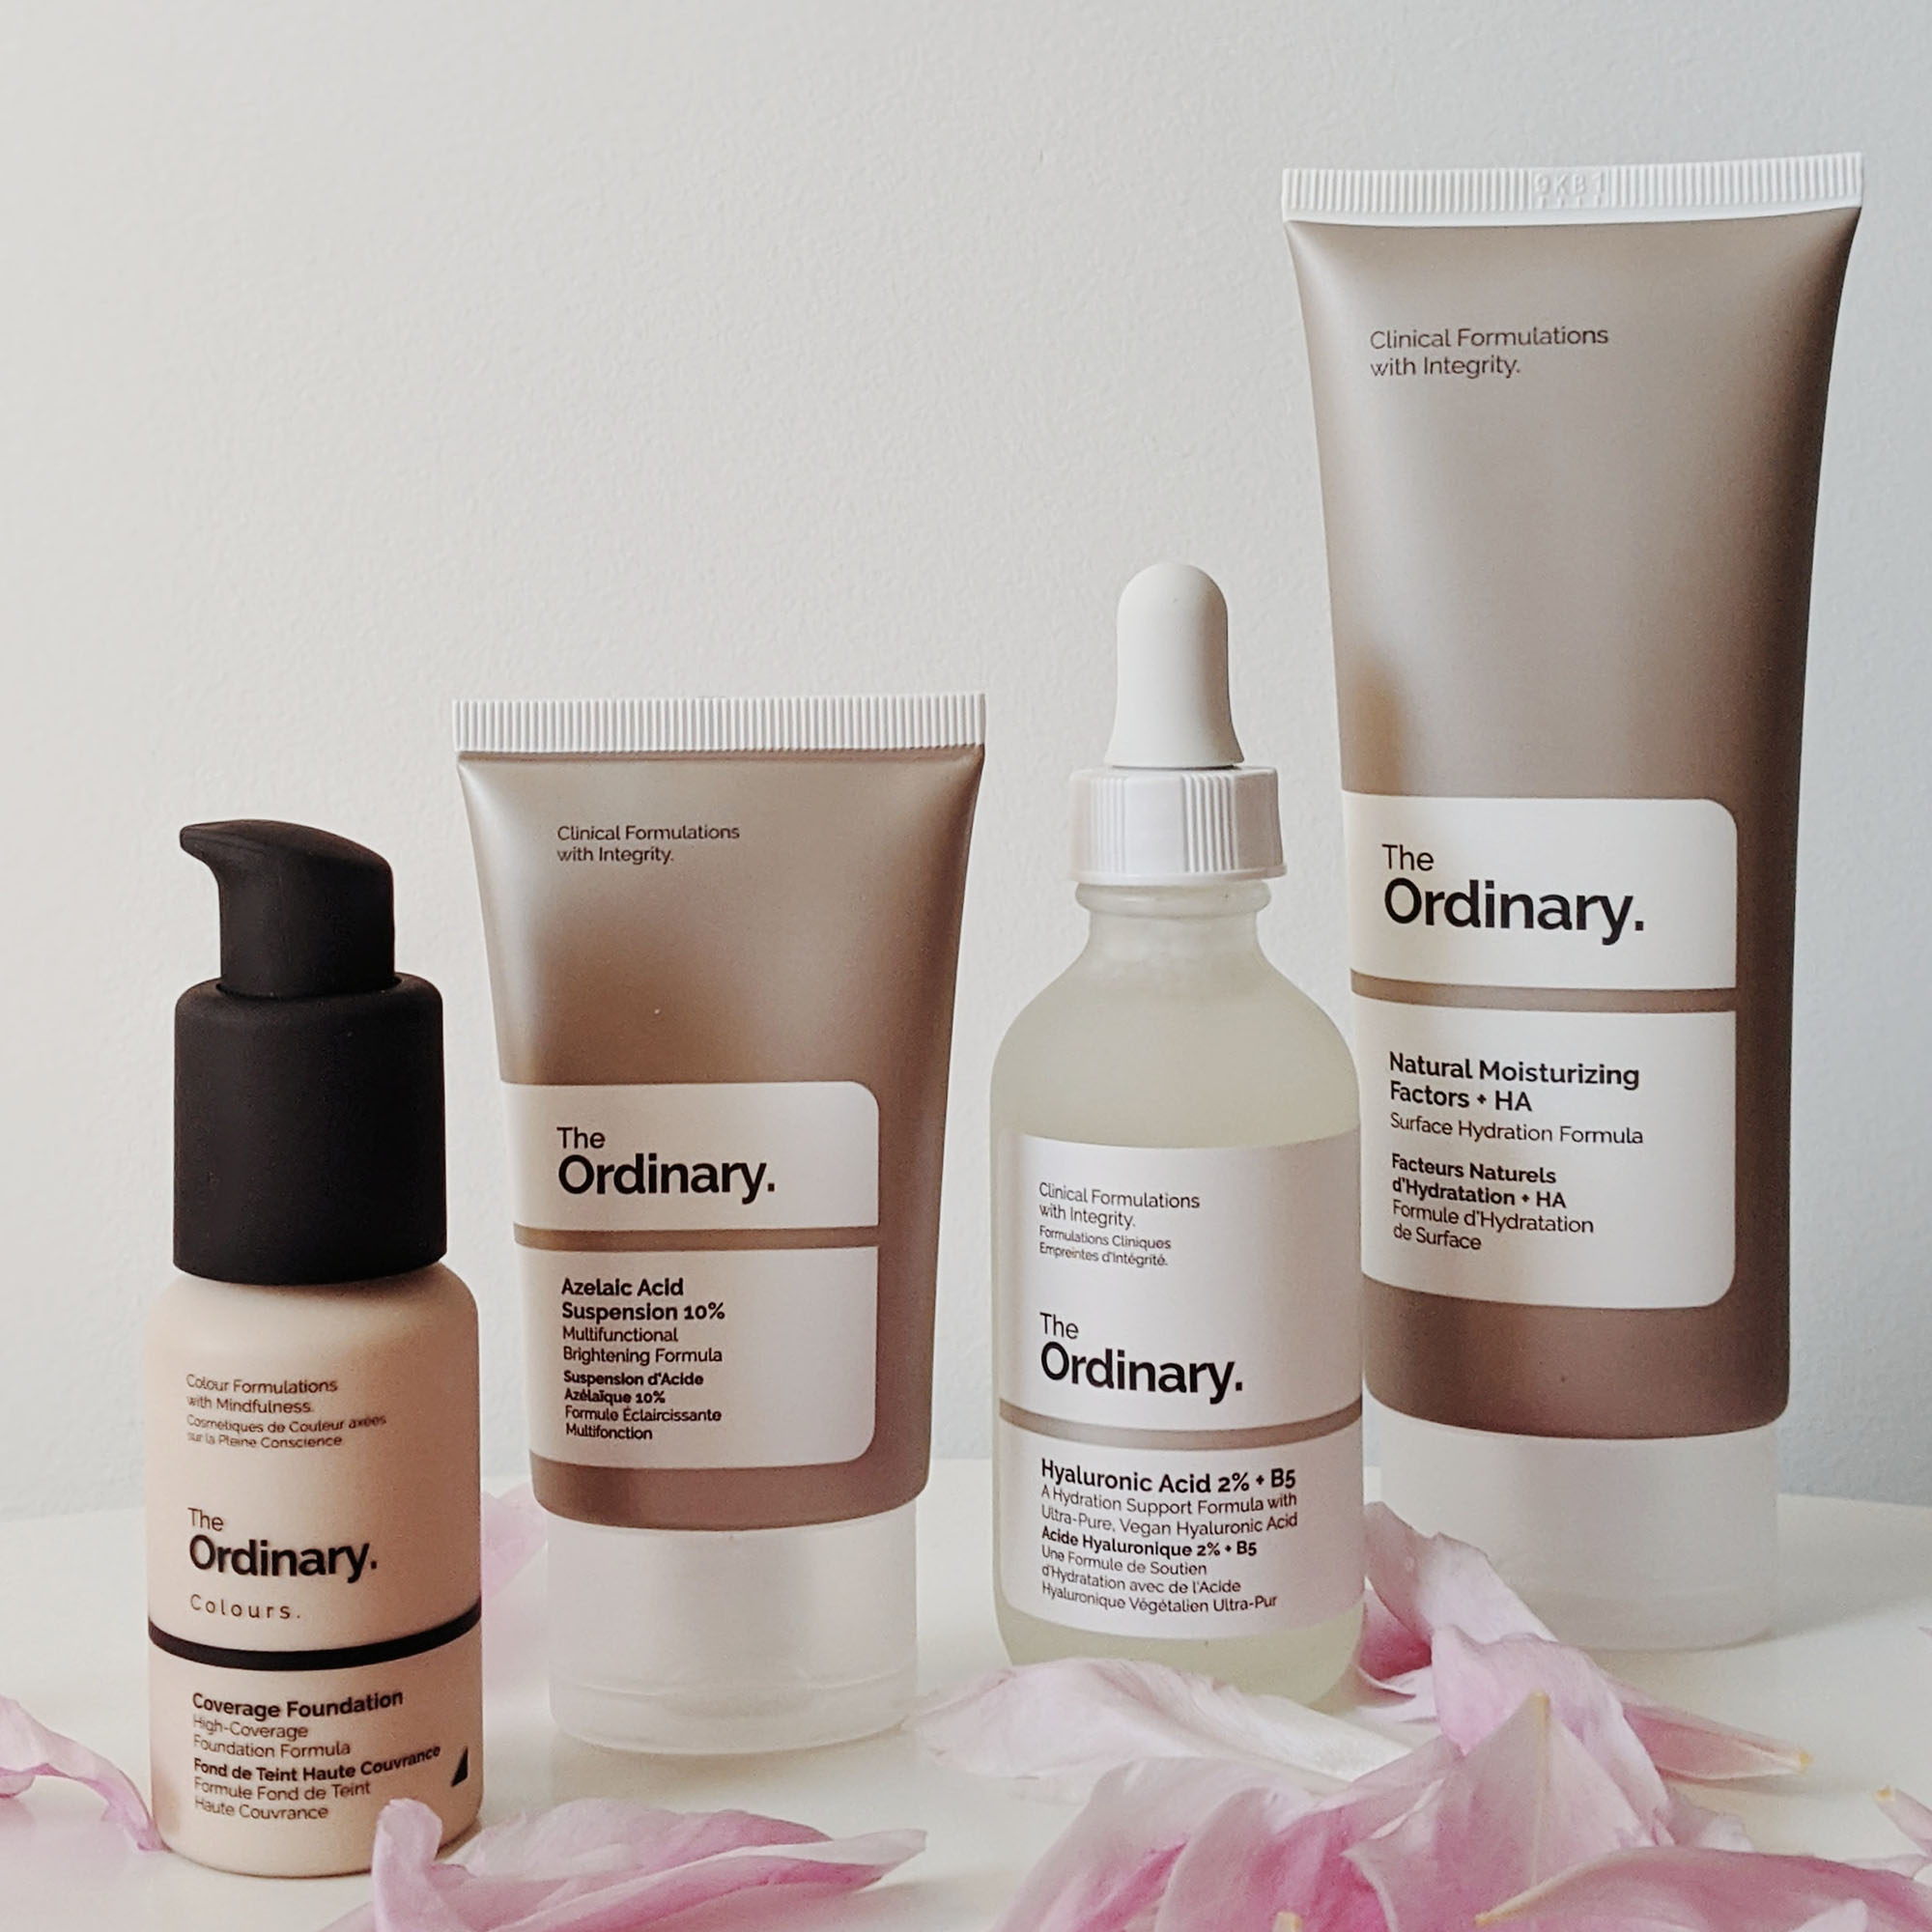 Colour Formulations
with Mindfulness.
Cosmétiques de Couleur axées
sur la Pleine Conscience
The
Ordinary.
Colours.
Coverage Foundation
High-Coverage
Foundation Formula
Fond de Teint Haute Couvrance
Formule Fond de Teint
Haute Couvrance
Clinical Formulations
with Integrity.
The
Ordinary.
Azelaic Acid
Suspension 10%
Multifunctional
Brightening Formula
Suspension d'Acide
Azélaïque 10%
Formule Éclaircissante
Multifonction
Clinical Formulations
with Integrity.
Formulations Cliniques
Empreintes d'Intégrité.
The
Ordinary.
Hyaluronic Acid 2% + B5
A Hydration Support Formula with
Ultra-Pure, Vegan Hyaluronic Acid
Acide Hyaluronique 2% + B5
Une Formule de Soutien
d'Hydratation avec de l'Acide
Hyaluronique Végétalien Ultra-Pur
9KB1
Clinical Formulations
with Integrity.
The
Ordinary.
Natural Moisturizing
Factors + HA
Surface Hydration Formula
Facteurs Naturels
d'Hydratation + HA
Formule d'Hydratation
de Surface